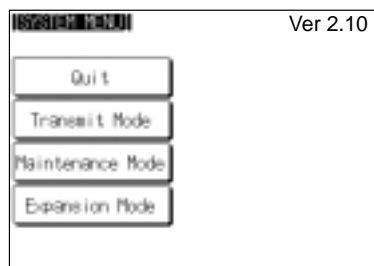 [SYSTEM MENU] Ver 2.10
Quit
Transmit Mode
Maintenance Mode
Expansion Mode